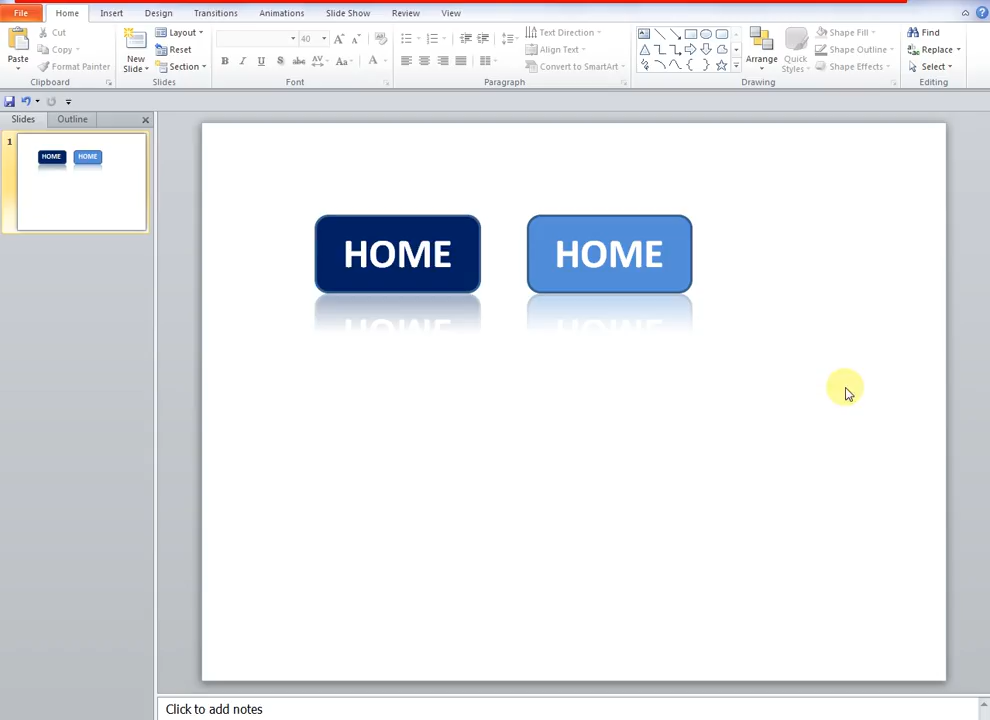 File Home Insert Design Transitions Animations Slide Show Review View
Paste
Cut
Copy
Format Painter
Clipboard
New
Slide
Layout
Reset
Section
Slides
40
B I U S abc AV Aa A
Font
Paragraph
Text Direction
Align Text
Convert to SmartArt
Arrange
Quick
Styles
Drawing
Shape Fill
Shape Outline
Shape Effects
Find
Replace
Select
Editing
Slides Outline
1
HOME HOME
HOME HOME
Click to add notes